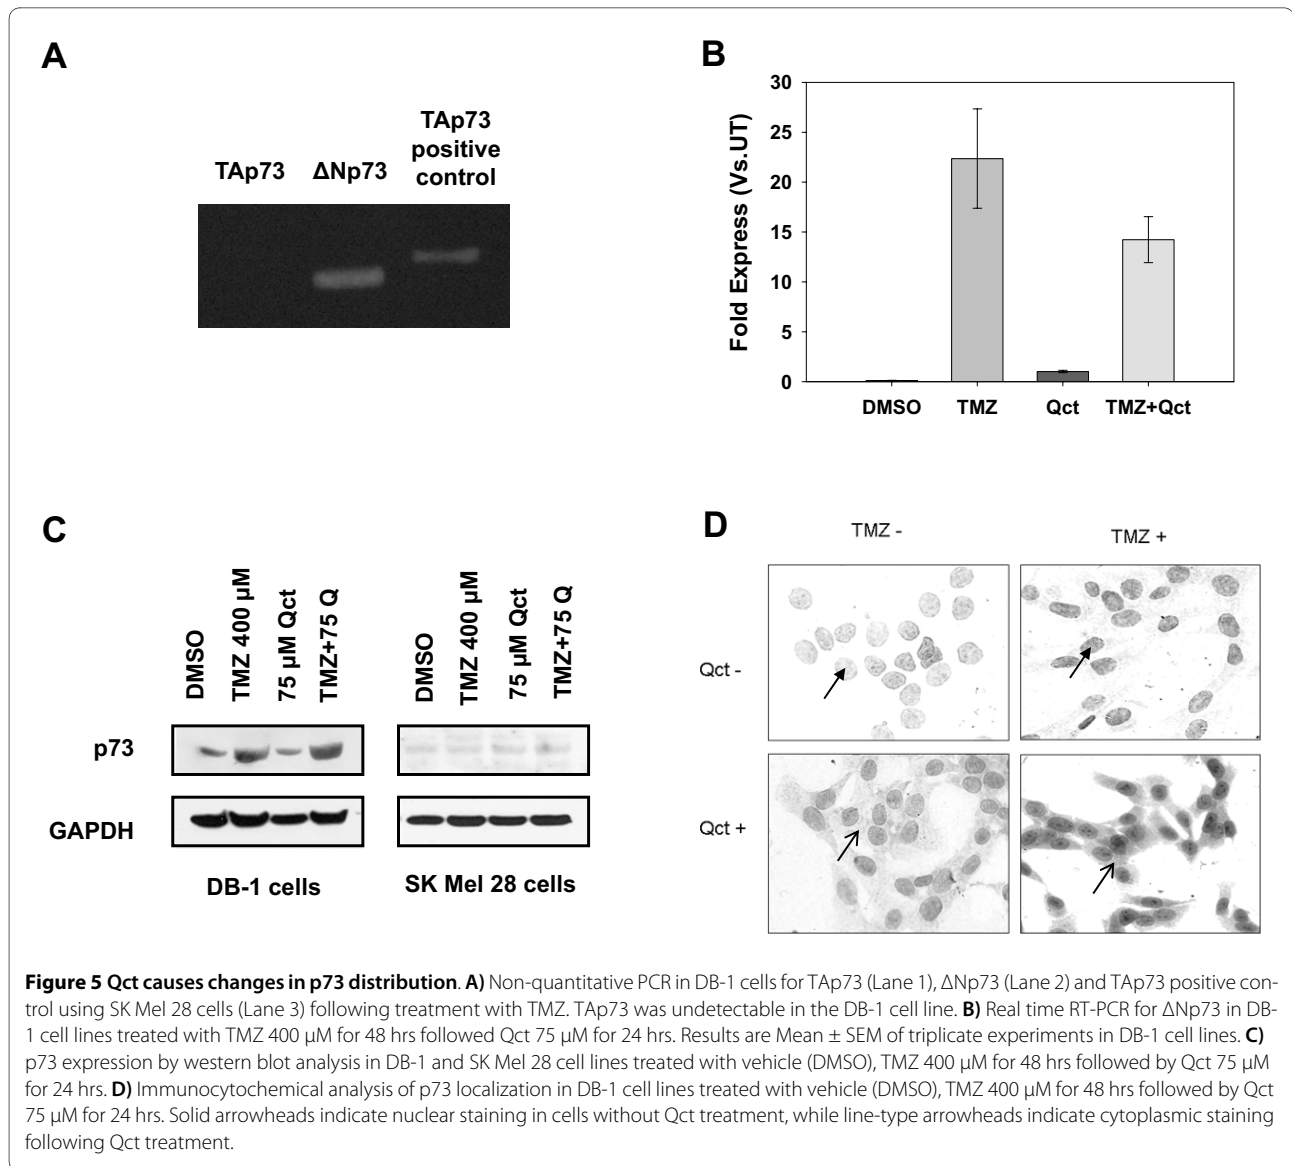 A
TAp73
ΔNp73
TAp73
positive
control
B
Fold Express (Vs.UT)
30
25
20
15
10
5
0
DMSO
TMZ
Qct
TMZ+Qct
C
DMSO
TMZ 400 µM
75 µM Qct
TMZ+75 Q
DMSO
TMZ 400 µM
75 µM Qct
TMZ+75 Q
p73
GAPDH
DB-1 cells
SK Mel 28 cells
D
TMZ -
TMZ +
Qct -
Qct +
Figure 5 Qct causes changes in p73 distribution. A) Non-quantitative PCR in DB-1 cells for TAp73 (Lane 1), ΔNp73 (Lane 2) and TAp73 positive con-
trol using SK Mel 28 cells (Lane 3) following treatment with TMZ. TAp73 was undetectable in the DB-1 cell line. B) Real time RT-PCR for ΔNp73 in DB-
1 cell lines treated with TMZ 400 µM for 48 hrs followed Qct 75 µM for 24 hrs. Results are Mean ± SEM of triplicate experiments in DB-1 cell lines. C)
p73 expression by western blot analysis in DB-1 and SK Mel 28 cell lines treated with vehicle (DMSO), TMZ 400 µM for 48 hrs followed by Qct 75 µM
for 24 hrs. D) Immunocytochemical analysis of p73 localization in DB-1 cell lines treated with vehicle (DMSO), TMZ 400 µM for 48 hrs followed by Qct
75 µM for 24 hrs. Solid arrowheads indicate nuclear staining in cells without Qct treatment, while line-type arrowheads indicate cytoplasmic staining
following Qct treatment.